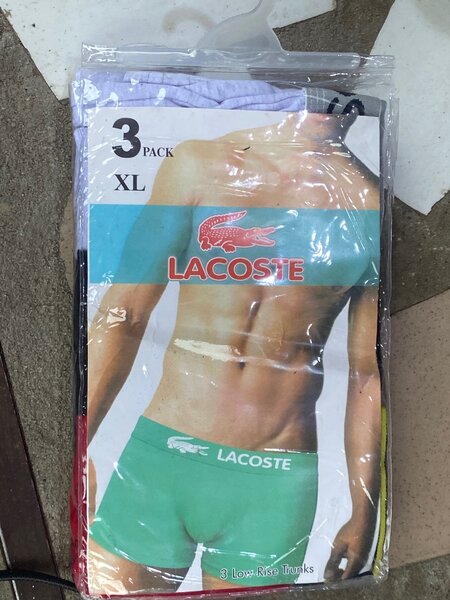 3 PACK
XL
LACOSTE
LACOSTE
3 Low Rise Trunks